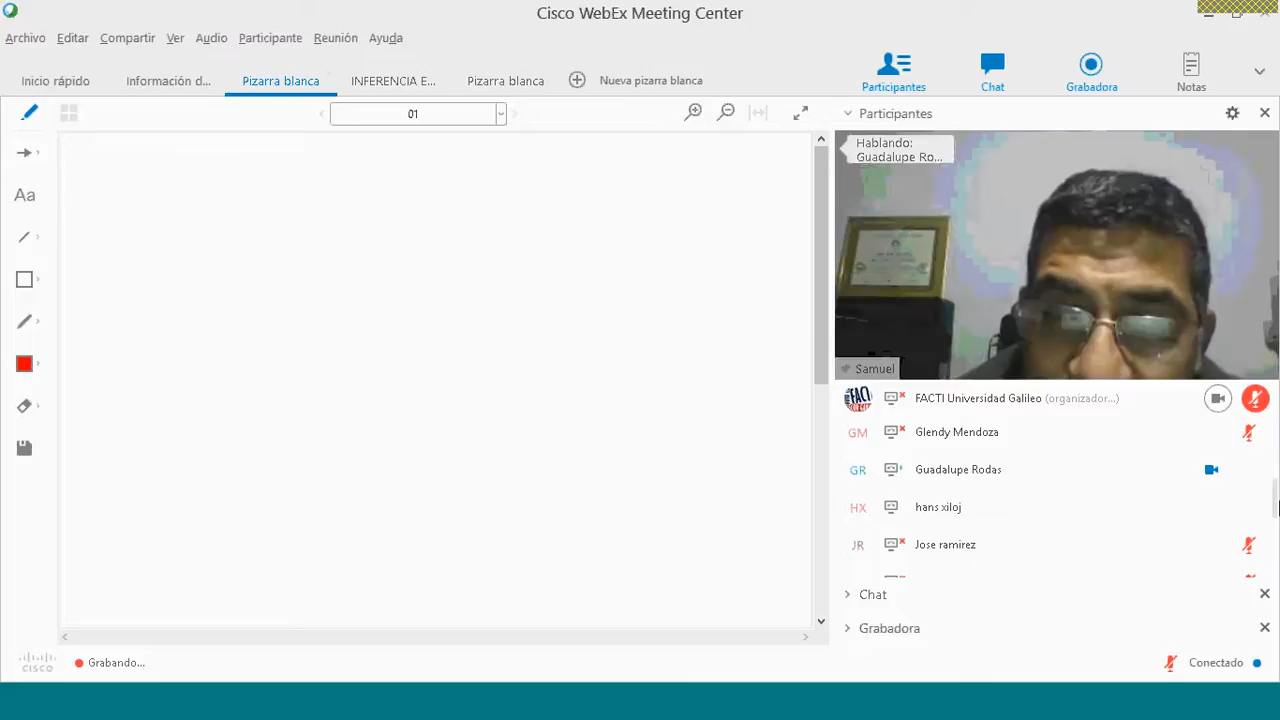 Cisco WebEx Meeting Center
Archivo Editar Compartir Ver Audio Participante Reunión Ayuda
Inicio rápido Información d... Pizarra blanca INFERENCIA E... Pizarra blanca Nueva pizarra blanca
Participantes Chat Grabadora Notas
01
Participantes
Hablando:
Guadalupe Ro...
Aa
Samuel
FACTI Universidad Galileo (organizador...)
GM Glendy Mendoza
GR Guadalupe Rodas
HX hans xiloj
JR Jose ramirez
Chat
Grabadora
cisco
Grabando...
Conectado